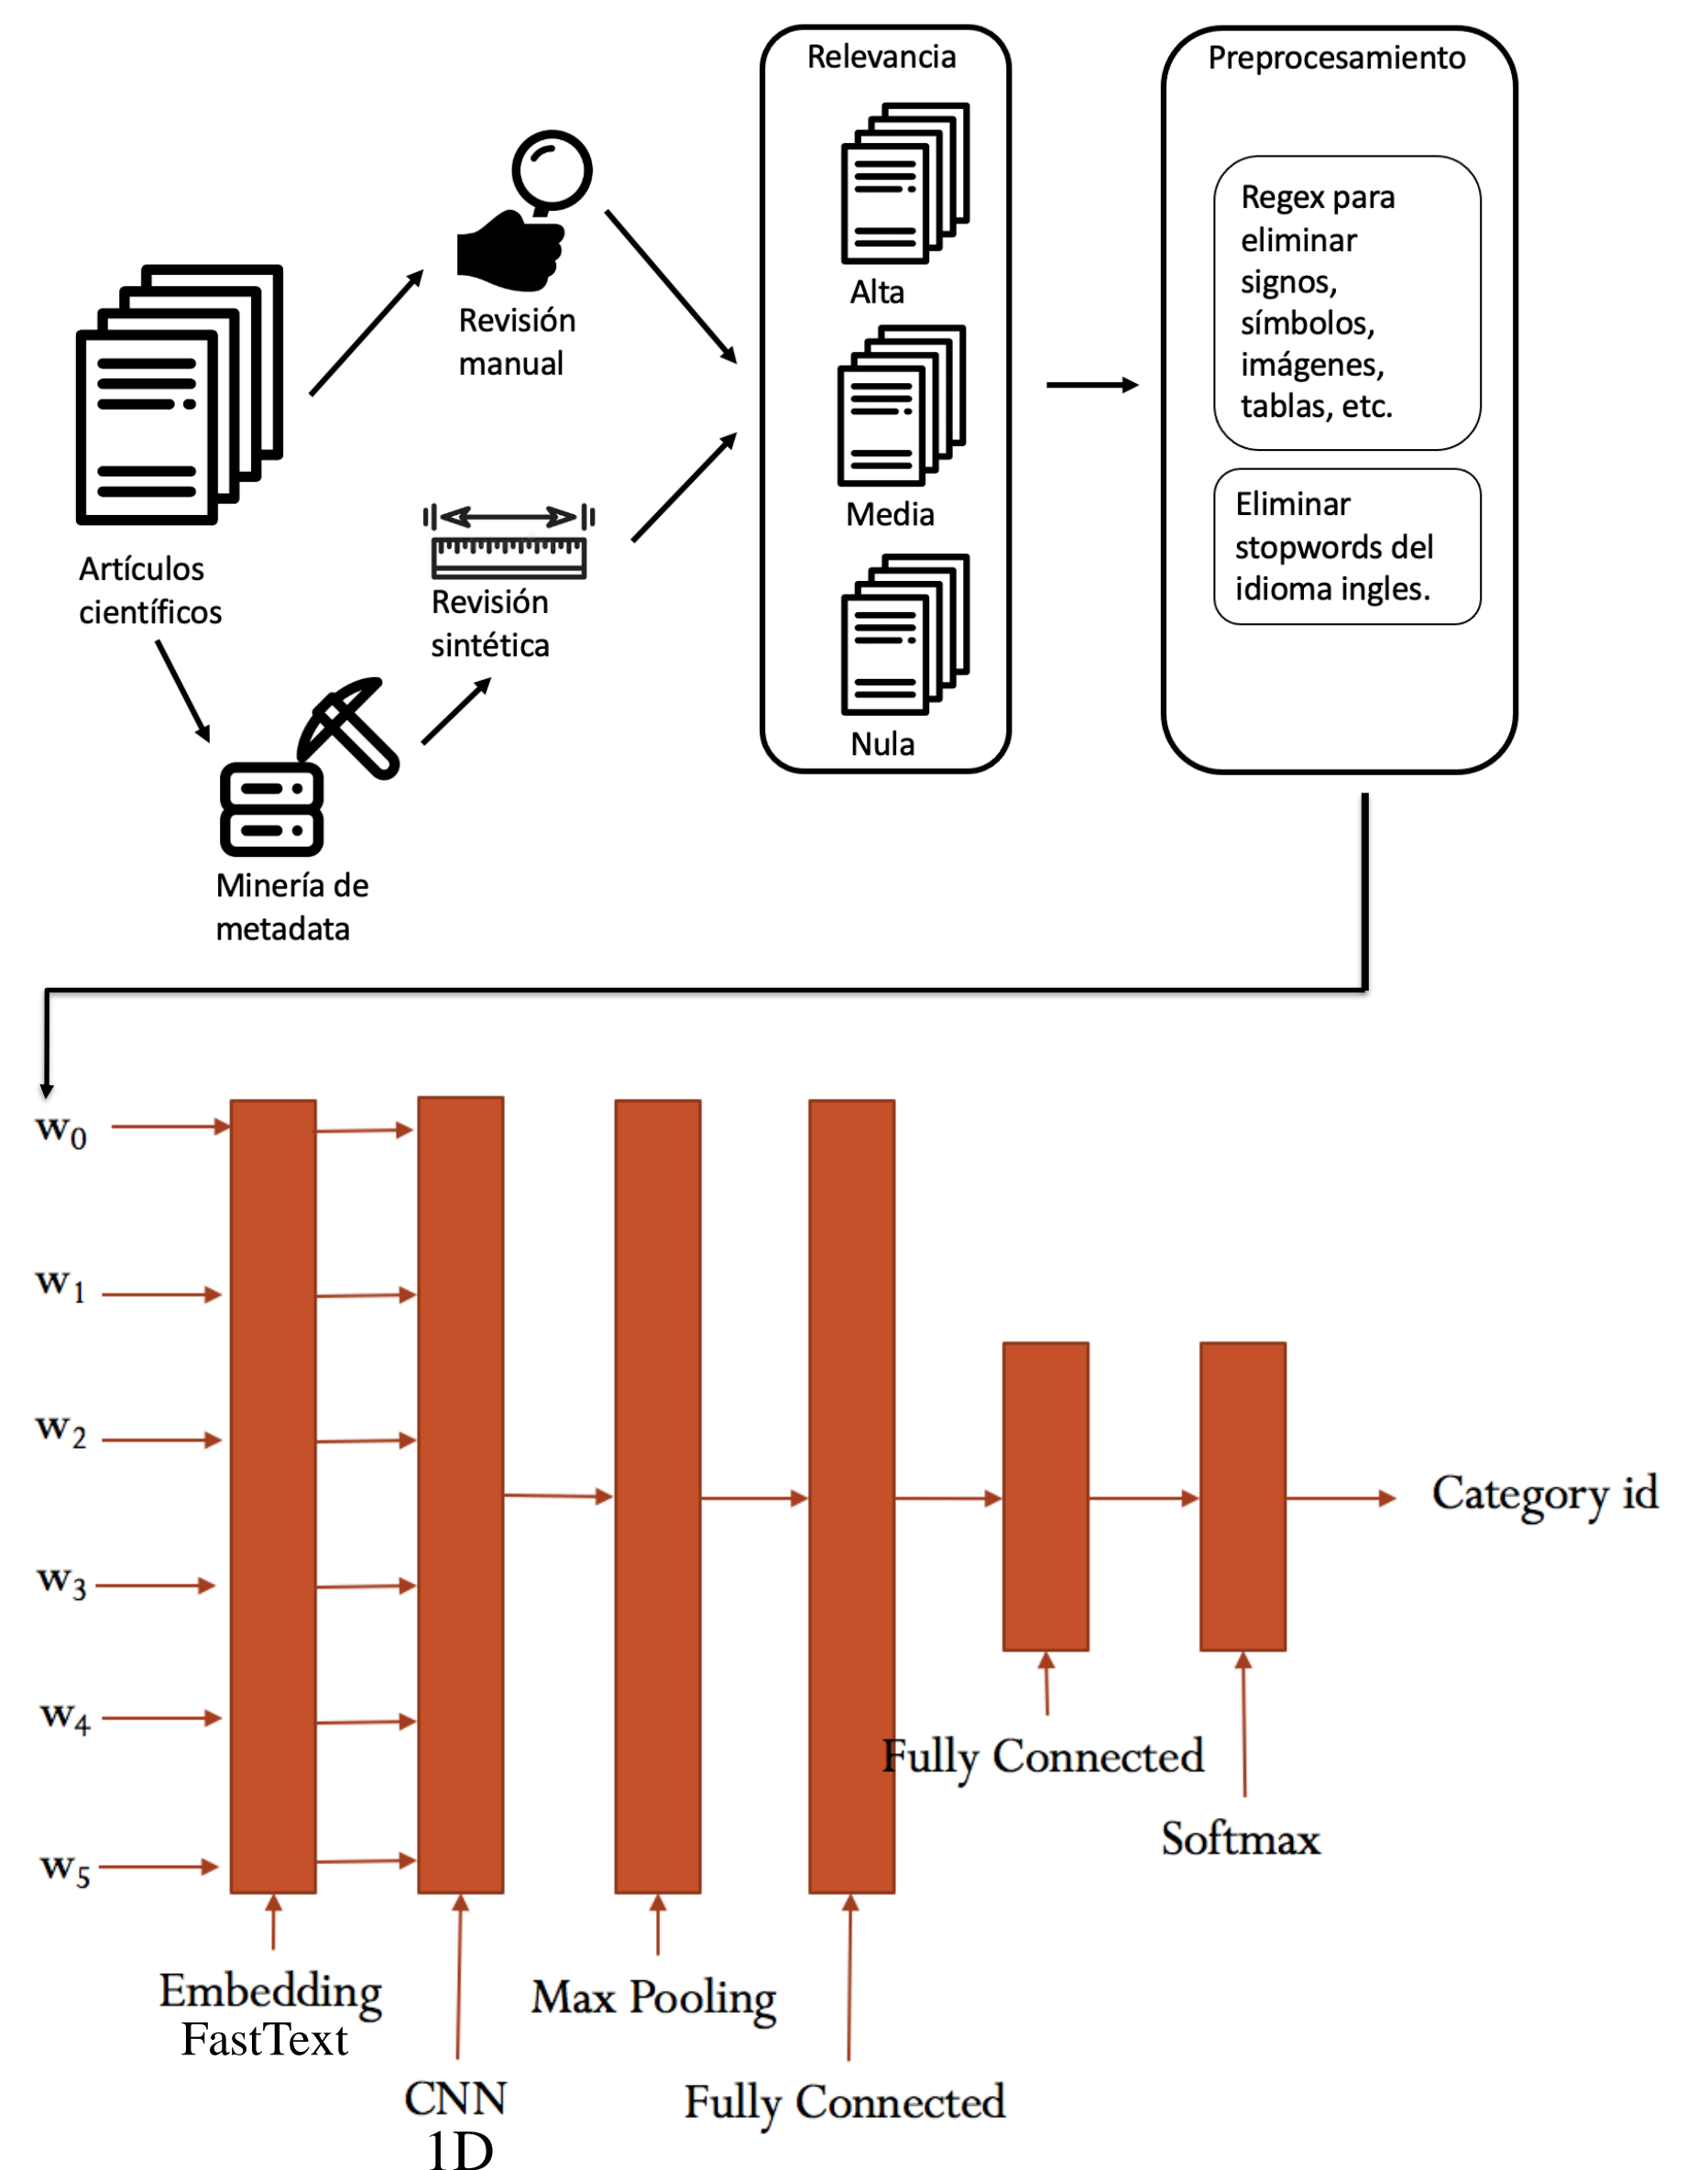 Relevancia
Preprocesamiento
Regex para
eliminar
signos,
símbolos,
imágenes,
tablas, etc.
Alta
Revisión
manual
Media
Eliminar
stopwords del
idioma ingles.
Artículos
científicos
Revisión
sintética
Nula
Minería de
metadata
w0
w1
w2
w3
w4
w5
Category id
Fully Connected
Softmax
Embedding
FastText
Max Pooling
CNN
1D
Fully Connected